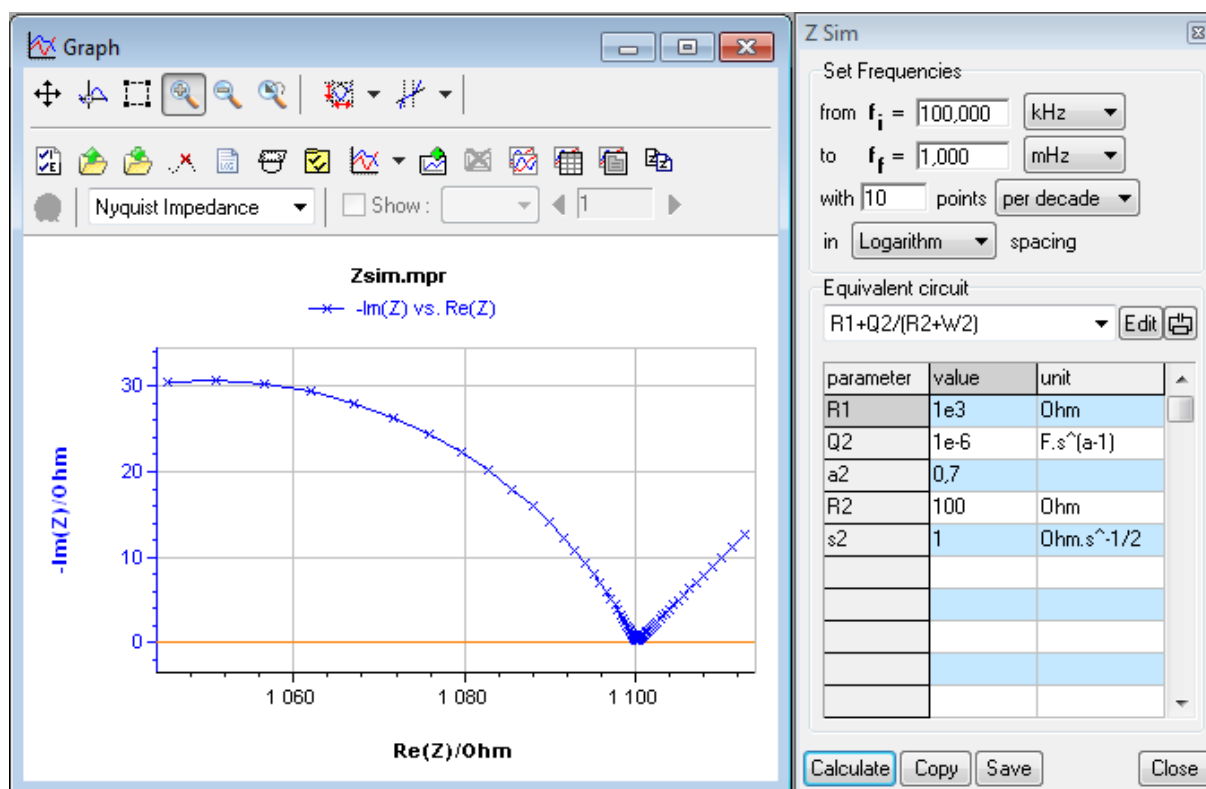 Graph
Nyquist Impedance
Show :
1
Zsim.mpr
-Im(Z) vs. Re(Z)
-Im(Z)/Ohm
30
20
10
0
1 060
1 080
1 100
Re(Z)/Ohm
Z Sim
Set Frequencies
from fi = 100,000 kHz
to ff = 1,000 mHz
with 10 points per decade
in Logarithm spacing
Equivalent circuit
R1+Q2/(R2+W2) Edit
parameter value unit
R1 1e3 Ohm
Q2 1e-6 F.s^(a-1)
a2 0,7
R2 100 Ohm
s2 1 Ohm.s^-1/2
Calculate Copy Save Close